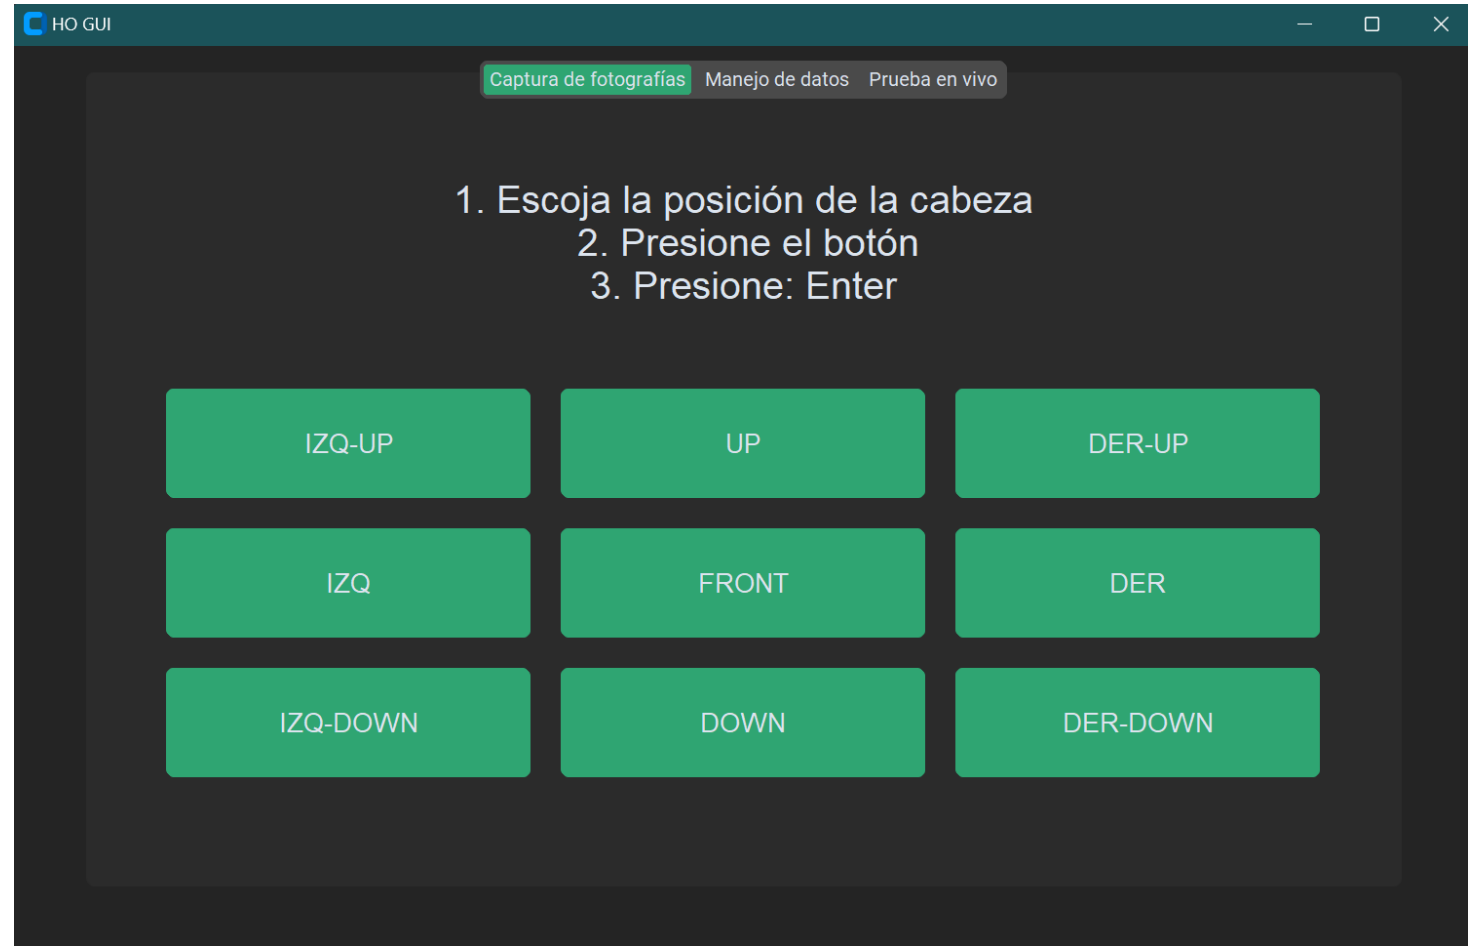 HO GUI
Captura de fotografías Manejo de datos Prueba en vivo
1. Escoja la posición de la cabeza
2. Presione el botón
3. Presione: Enter
IZQ-UP UP DER-UP
IZQ FRONT DER
IZQ-DOWN DOWN DER-DOWN